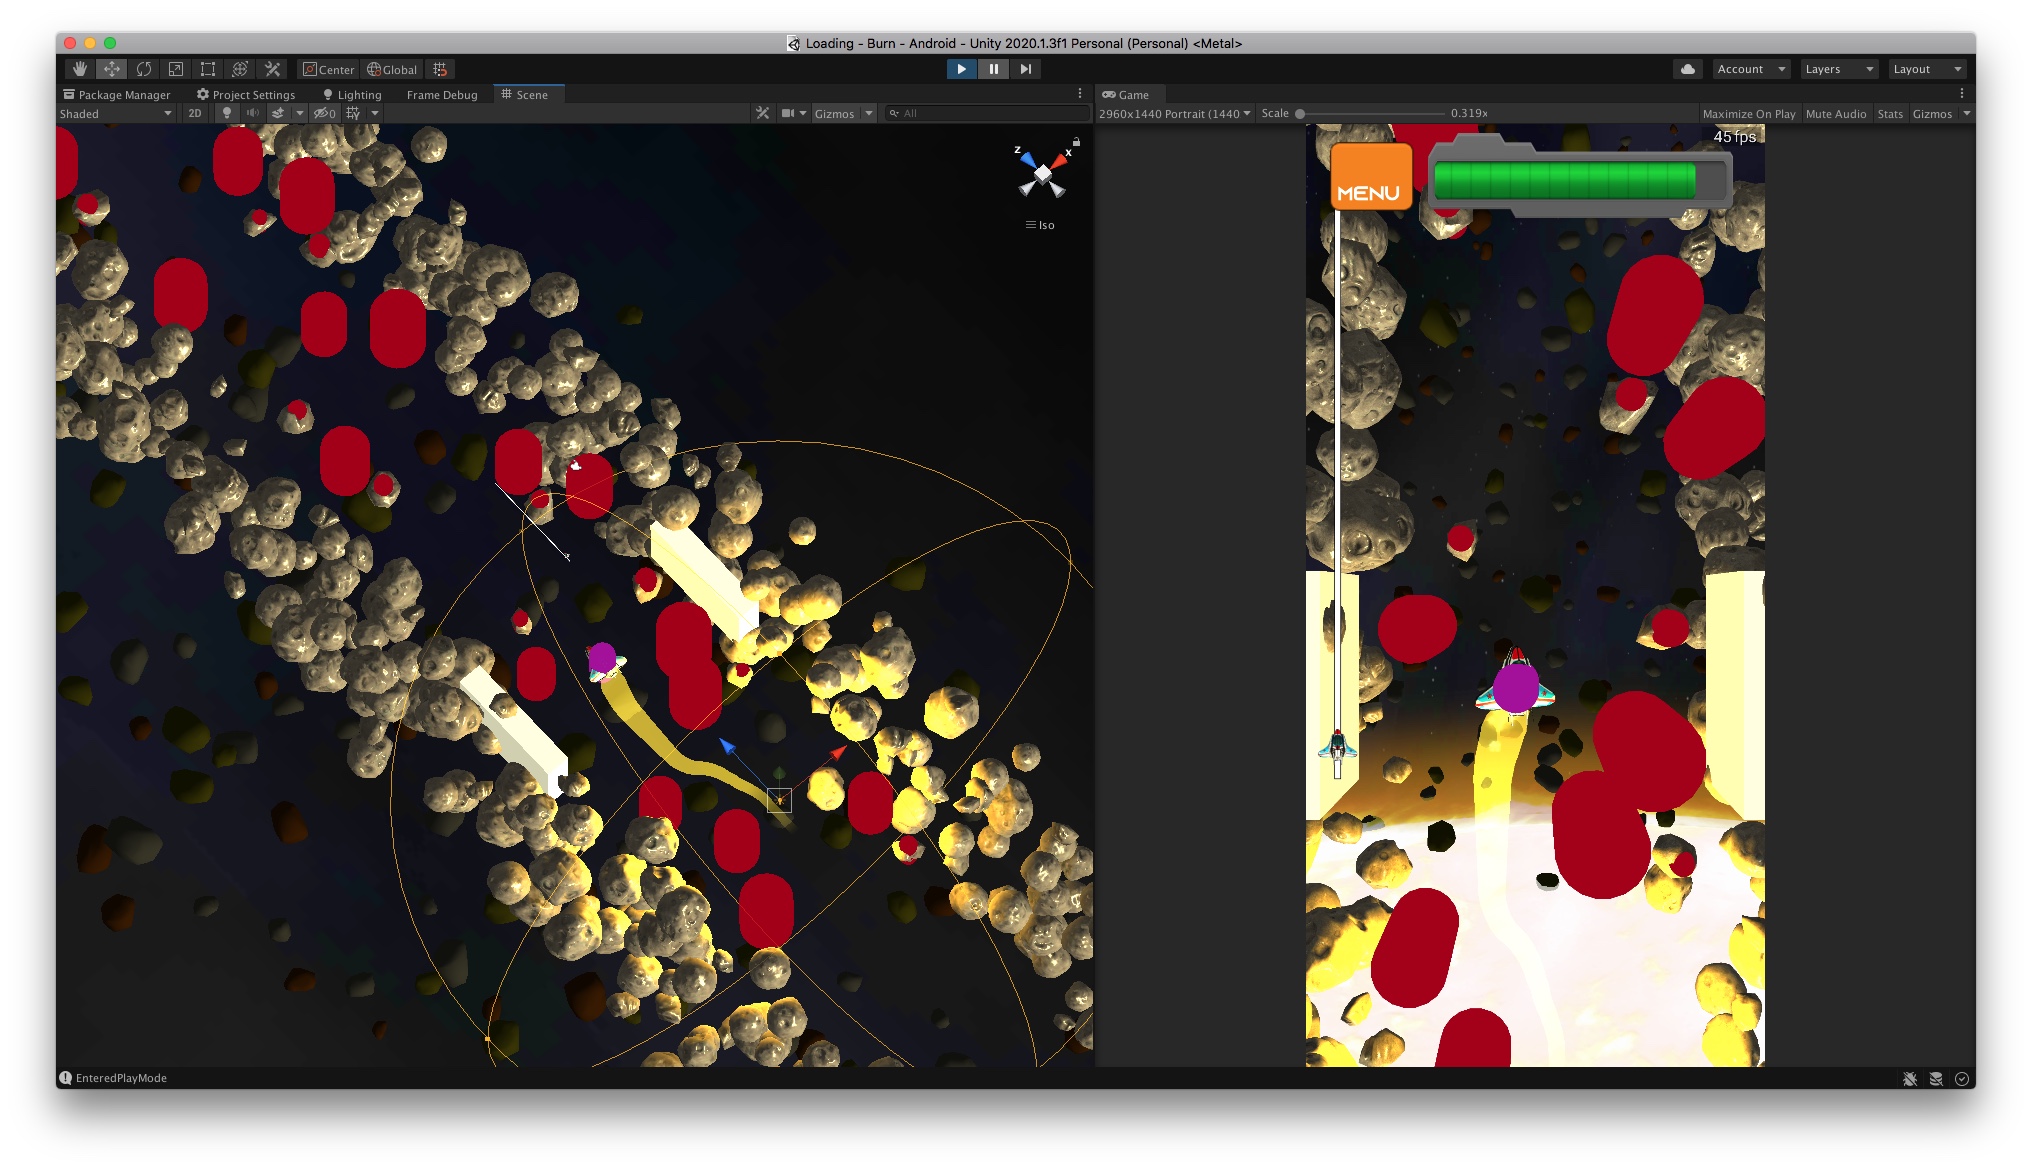 Loading - Burn - Android - Unity 2020.1.3f1 Personal (Personal) <Metal>
Center Global Account Layers Layout
Package Manager Project Settings Lighting Frame Debug Scene
Game
Shaded 2D 0 Gizmos All
2960x1440 Portrait (1440 Scale 0.319x Maximize On Play Mute Audio Stats Gizmos
z x
Iso
45 fps
MENU
EnteredPlayMode